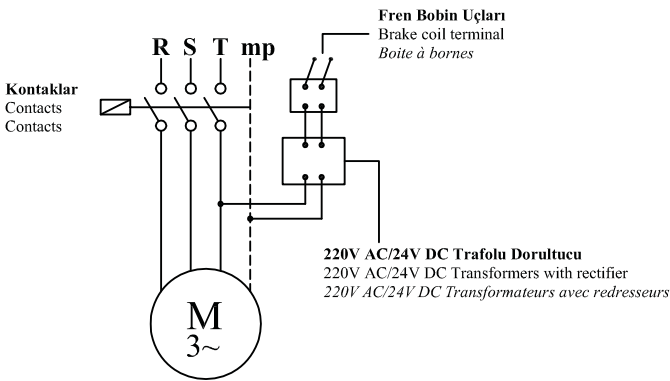 Fren Bobin Uçları
Brake coil terminal
Boite à bornes
R S T mp
Kontaklar
Contacts
Contacts
220V AC/24V DC Trafolu Dorultucu
220V AC/24V DC Transformers with rectifier
220V AC/24V DC Transformateurs avec redresseurs
M
3~